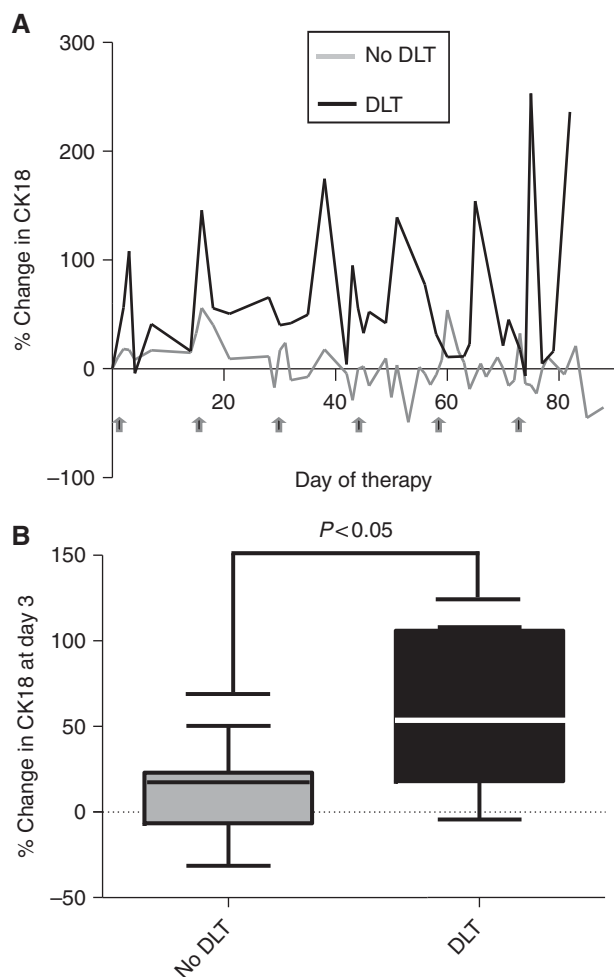 A
300
200
100
0
–100
% Change in CK18
No DLT
DLT
20
40
60
80
Day of therapy
B
P<0.05
150
100
50
0
–50
% Change in CK18 at day 3
No DLT
DLT